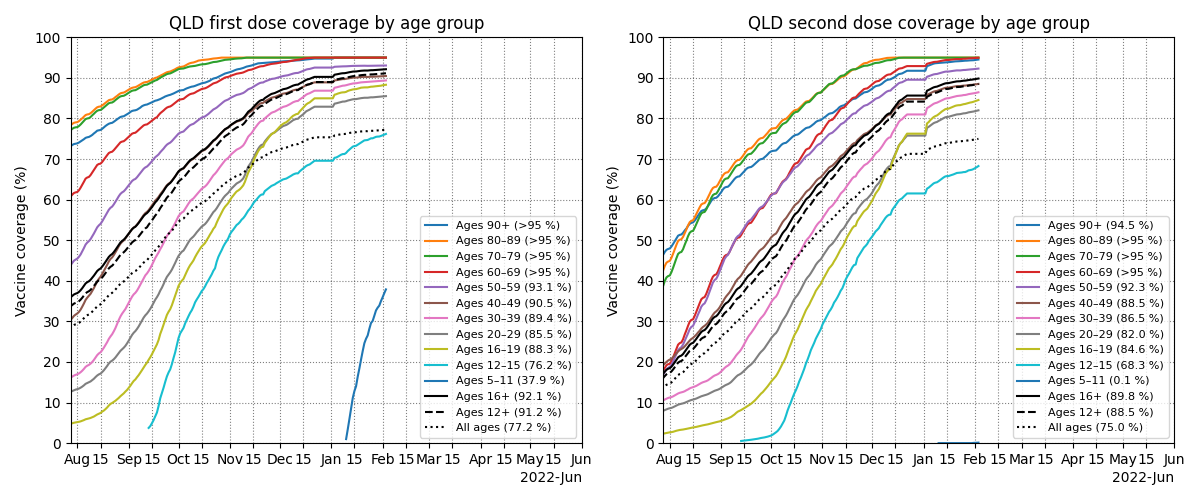 QLD first dose coverage by age group
Vaccine coverage (%)
100
90
80
70
60
50
40
30
20
10
0
Ages 90+ (>95 %)
Ages 80–89 (>95 %)
Ages 70–79 (>95 %)
Ages 60–69 (>95 %)
Ages 50–59 (93.1 %)
Ages 40–49 (90.5 %)
Ages 30–39 (89.4 %)
Ages 20–29 (85.5 %)
Ages 16–19 (88.3 %)
Ages 12–15 (76.2 %)
Ages 5–11 (37.9 %)
Ages 16+ (92.1 %)
Ages 12+ (91.2 %)
All ages (77.2 %)
Aug 15 Sep 15 Oct 15 Nov 15 Dec 15 Jan 15 Feb 15 Mar 15 Apr 15 May 15 Jun
2022-Jun
QLD second dose coverage by age group
Vaccine coverage (%)
100
90
80
70
60
50
40
30
20
10
0
Ages 90+ (94.5 %)
Ages 80–89 (>95 %)
Ages 70–79 (>95 %)
Ages 60–69 (>95 %)
Ages 50–59 (92.3 %)
Ages 40–49 (88.5 %)
Ages 30–39 (86.5 %)
Ages 20–29 (82.0 %)
Ages 16–19 (84.6 %)
Ages 12–15 (68.3 %)
Ages 5–11 (0.1 %)
Ages 16+ (89.8 %)
Ages 12+ (88.5 %)
All ages (75.0 %)
Aug 15 Sep 15 Oct 15 Nov 15 Dec 15 Jan 15 Feb 15 Mar 15 Apr 15 May 15 Jun
2022-Jun